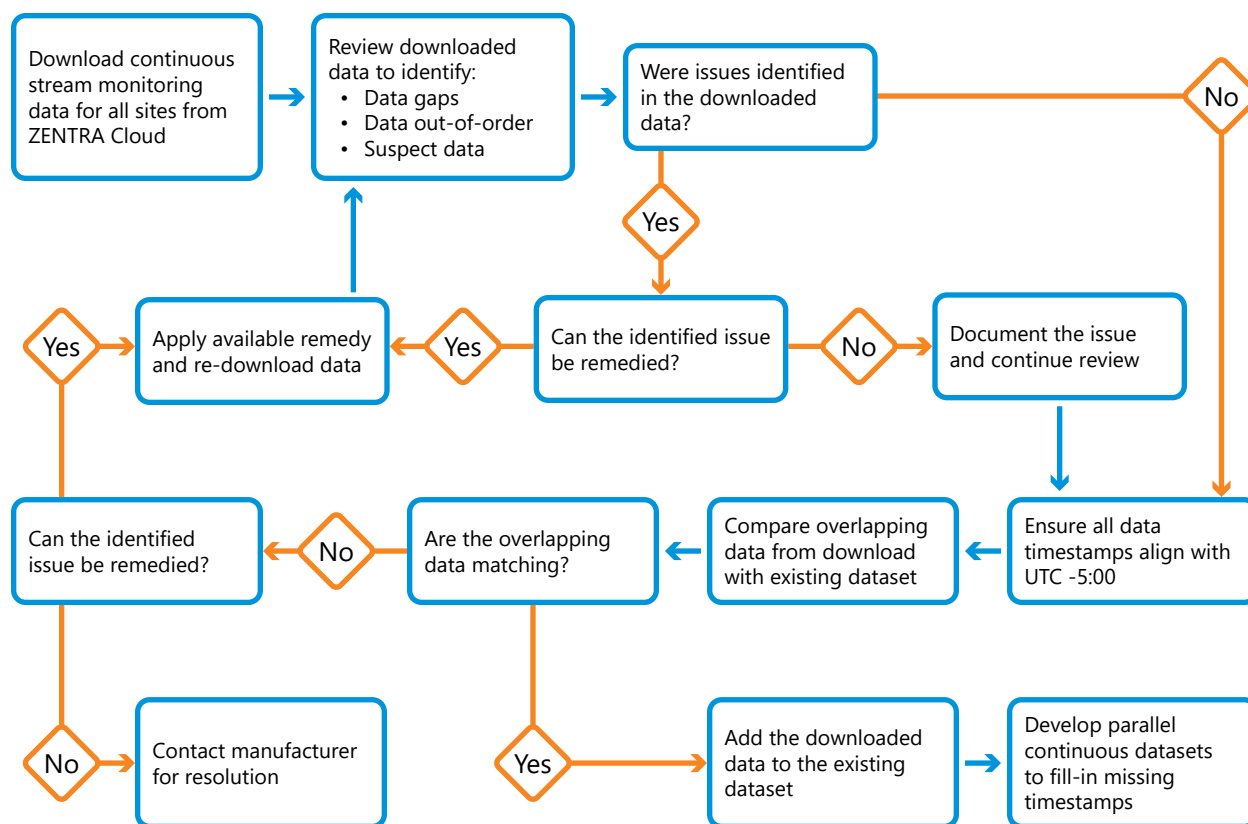 Download continuous
stream monitoring
data for all sites from
ZENTRA Cloud
Review downloaded
data to identify:
• Data gaps
• Data out-of-order
• Suspect data
Were issues identified
in the downloaded
data?
No
Yes
Yes
Apply available remedy
and re-download data
Yes
Can the identified issue
be remedied?
No
Document the issue
and continue review
Can the identified
issue be remedied?
No
Are the overlapping
data matching?
Compare overlapping
data from download
with existing dataset
Ensure all data
timestamps align with
UTC -5:00
No
Contact manufacturer
for resolution
Yes
Add the downloaded
data to the existing
dataset
Develop parallel
continuous datasets
to fill-in missing
timestamps